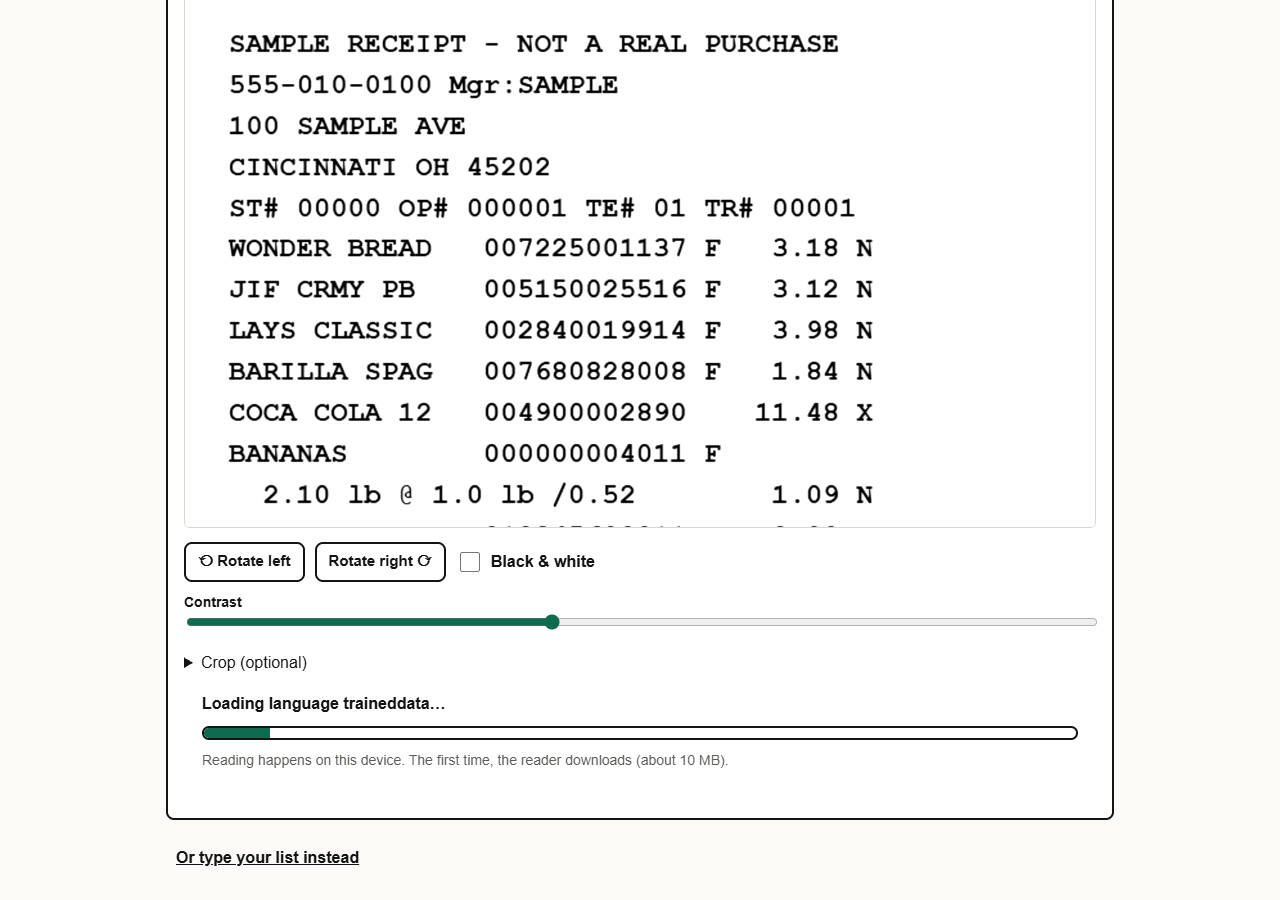 SAMPLE RECEIPT - NOT A REAL PURCHASE
555-010-0100 Mgr:SAMPLE
100 SAMPLE AVE
CINCINNATI OH 45202
ST# 00000 OP# 000001 TE# 01 TR# 00001
WONDER BREAD 007225001137 F 3.18 N
JIF CRMY PB 005150025516 F 3.12 N
LAYS CLASSIC 002840019914 F 3.98 N
BARILLA SPAG 007680828008 F 1.84 N
COCA COLA 12 004900002890 11.48 X
BANANAS 000000004011 F
2.10 lb @ 1.0 lb /0.52 1.09 N
Rotate left Rotate right Black & white
Contrast
Crop (optional)
Loading language traineddata…
Reading happens on this device. The first time, the reader downloads (about 10 MB).
Or type your list instead